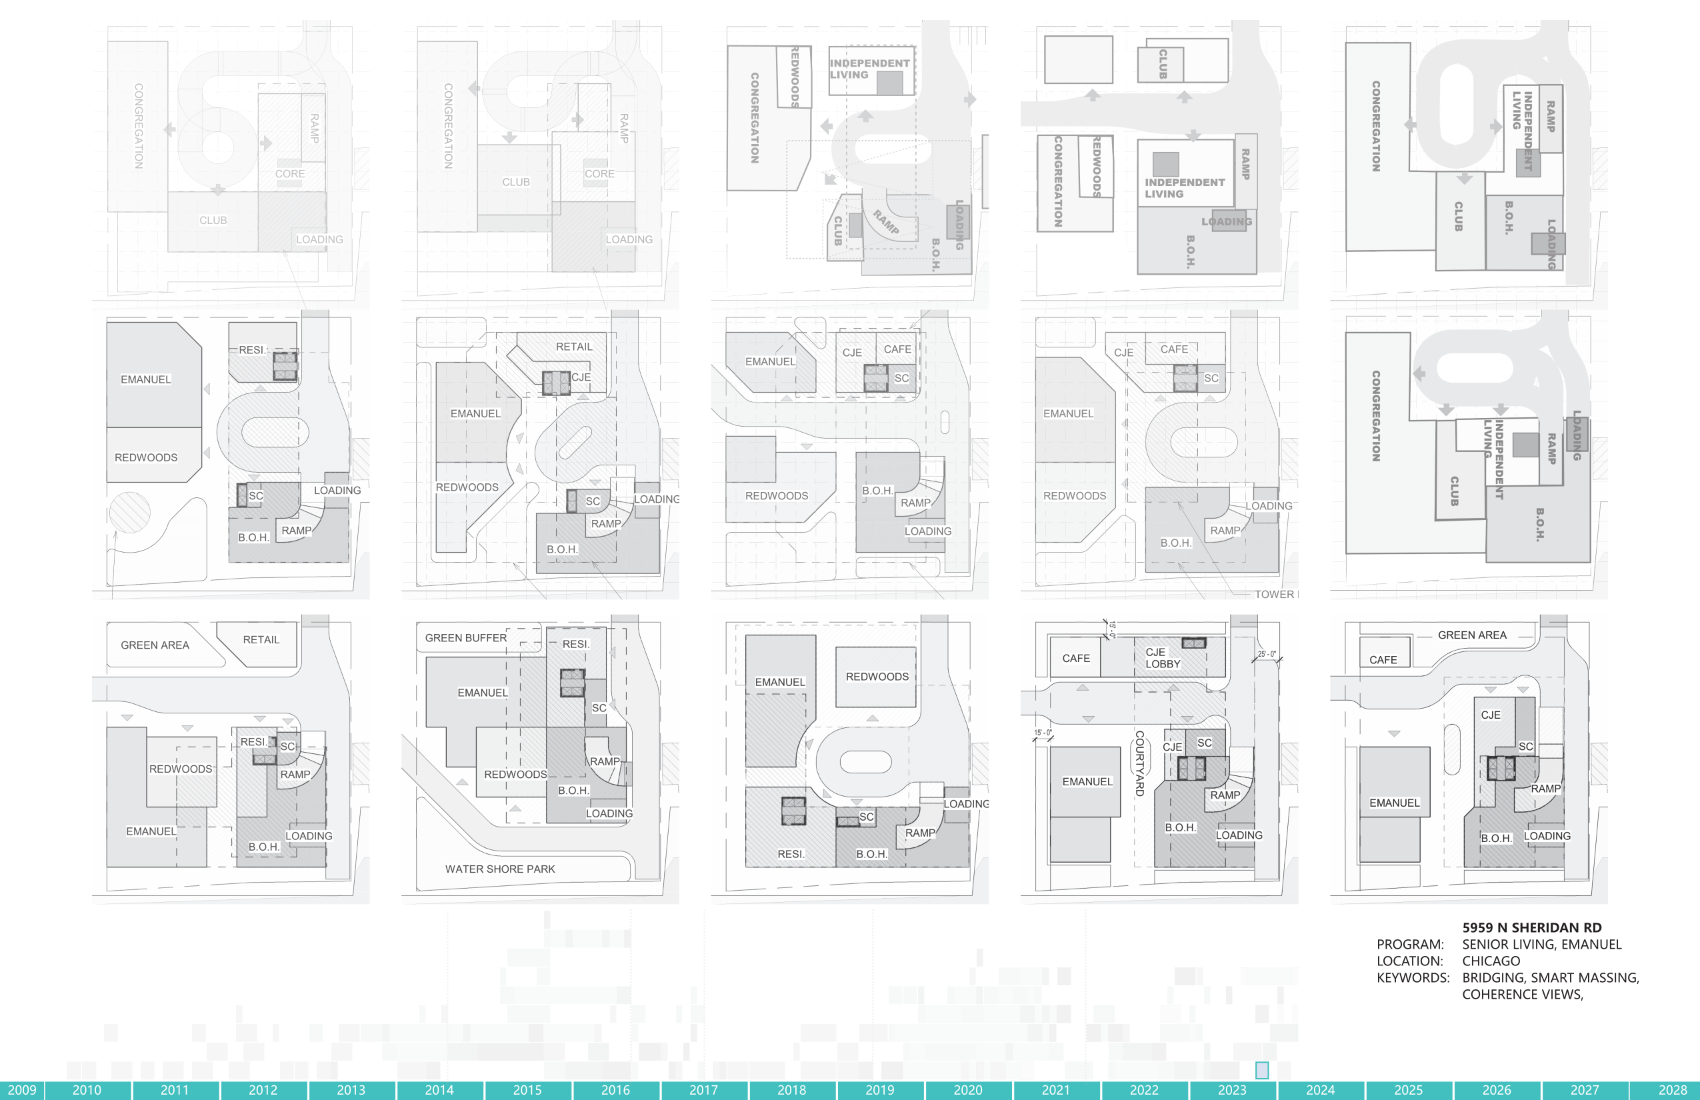 CONGREGATION
RAMP
CORE
CLUB
LOADING
CONGREGATION
RAMP
CLUB
CORE
LOADING
CONGREGATION
REDWOODS
INDEPENDENT
LIVING
CLUB
RAMP
LOADING
B.O.H.
CLUB
CONGREGATION
REDWOODS
INDEPENDENT
LIVING
RAMP
LOADING
B.O.H.
CONGREGATION
INDEPENDENT
LIVING
RAMP
CLUB
B.O.H.
LOADING
EMANUEL
RESI.
REDWOODS
SC
LOADING
RAMP
B.O.H.
RETAIL
CJE
EMANUEL
REDWOODS
SC
LOADING
RAMP
B.O.H.
EMANUEL
CJE
CAFE
SC
REDWOODS
B.O.H.
RAMP
LOADING
CJE
CAFE
SC
EMANUEL
REDWOODS
LOADING
RAMP
B.O.H.
TOWER
CONGREGATION
CLUB
INDEPENDENT
LIVING
RAMP
LOADING
B.O.H.
GREEN AREA
RETAIL
RESI.
SC
REDWOODS
RAMP
EMANUEL
LOADING
B.O.H.
GREEN BUFFER
RESI.
EMANUEL
SC
REDWOODS
RAMP
B.O.H.
LOADING
WATER SHORE PARK
EMANUEL
REDWOODS
LOADING
SC
RAMP
RESI.
B.O.H.
15'-0"
CAFE
CJE
LOBBY
25'-0"
15'-0"
COURTYARD
CJE
SC
EMANUEL
RAMP
B.O.H.
LOADING
GREEN AREA
CAFE
CJE
SC
RAMP
EMANUEL
B.O.H.
LOADING
5959 N SHERIDAN RD
PROGRAM: SENIOR LIVING, EMANUEL
LOCATION: CHICAGO
KEYWORDS: BRIDGING, SMART MASSING,
COHERENCE VIEWS,
2009 2010 2011 2012 2013 2014 2015 2016 2017 2018 2019 2020 2021 2022 2023 2024 2025 2026 2027 2028